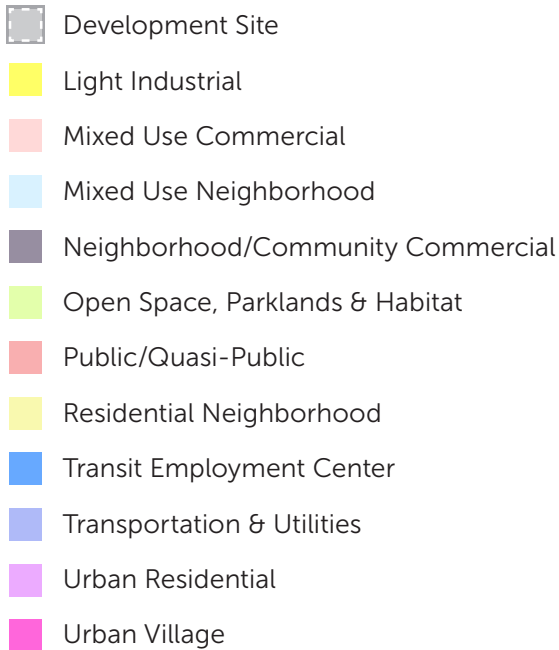 Development Site
Light Industrial
Mixed Use Commercial
Mixed Use Neighborhood
Neighborhood/Community Commercial
Open Space, Parklands & Habitat
Public/Quasi-Public
Residential Neighborhood
Transit Employment Center
Transportation & Utilities
Urban Residential
Urban Village